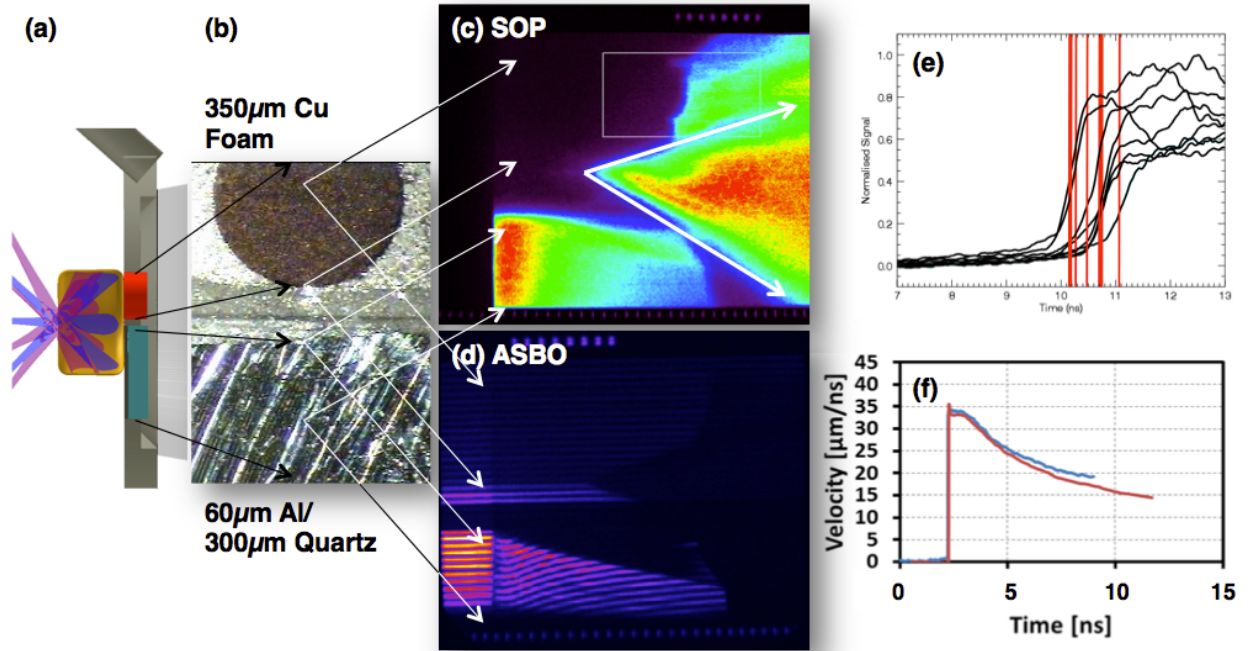 (a)
(b)
350µm Cu
Foam
60µm Al/
300µm Quartz
(c) SOP
(d) ASBO
(e)
Normalised Signal
1.0
0.8
0.6
0.4
0.2
0.0
7 8 9 10 11 12 13
Time (ns)
(f)
Velocity [µm/ns]
45
40
35
30
25
20
15
10
5
0
0 5 10 15
Time [ns]